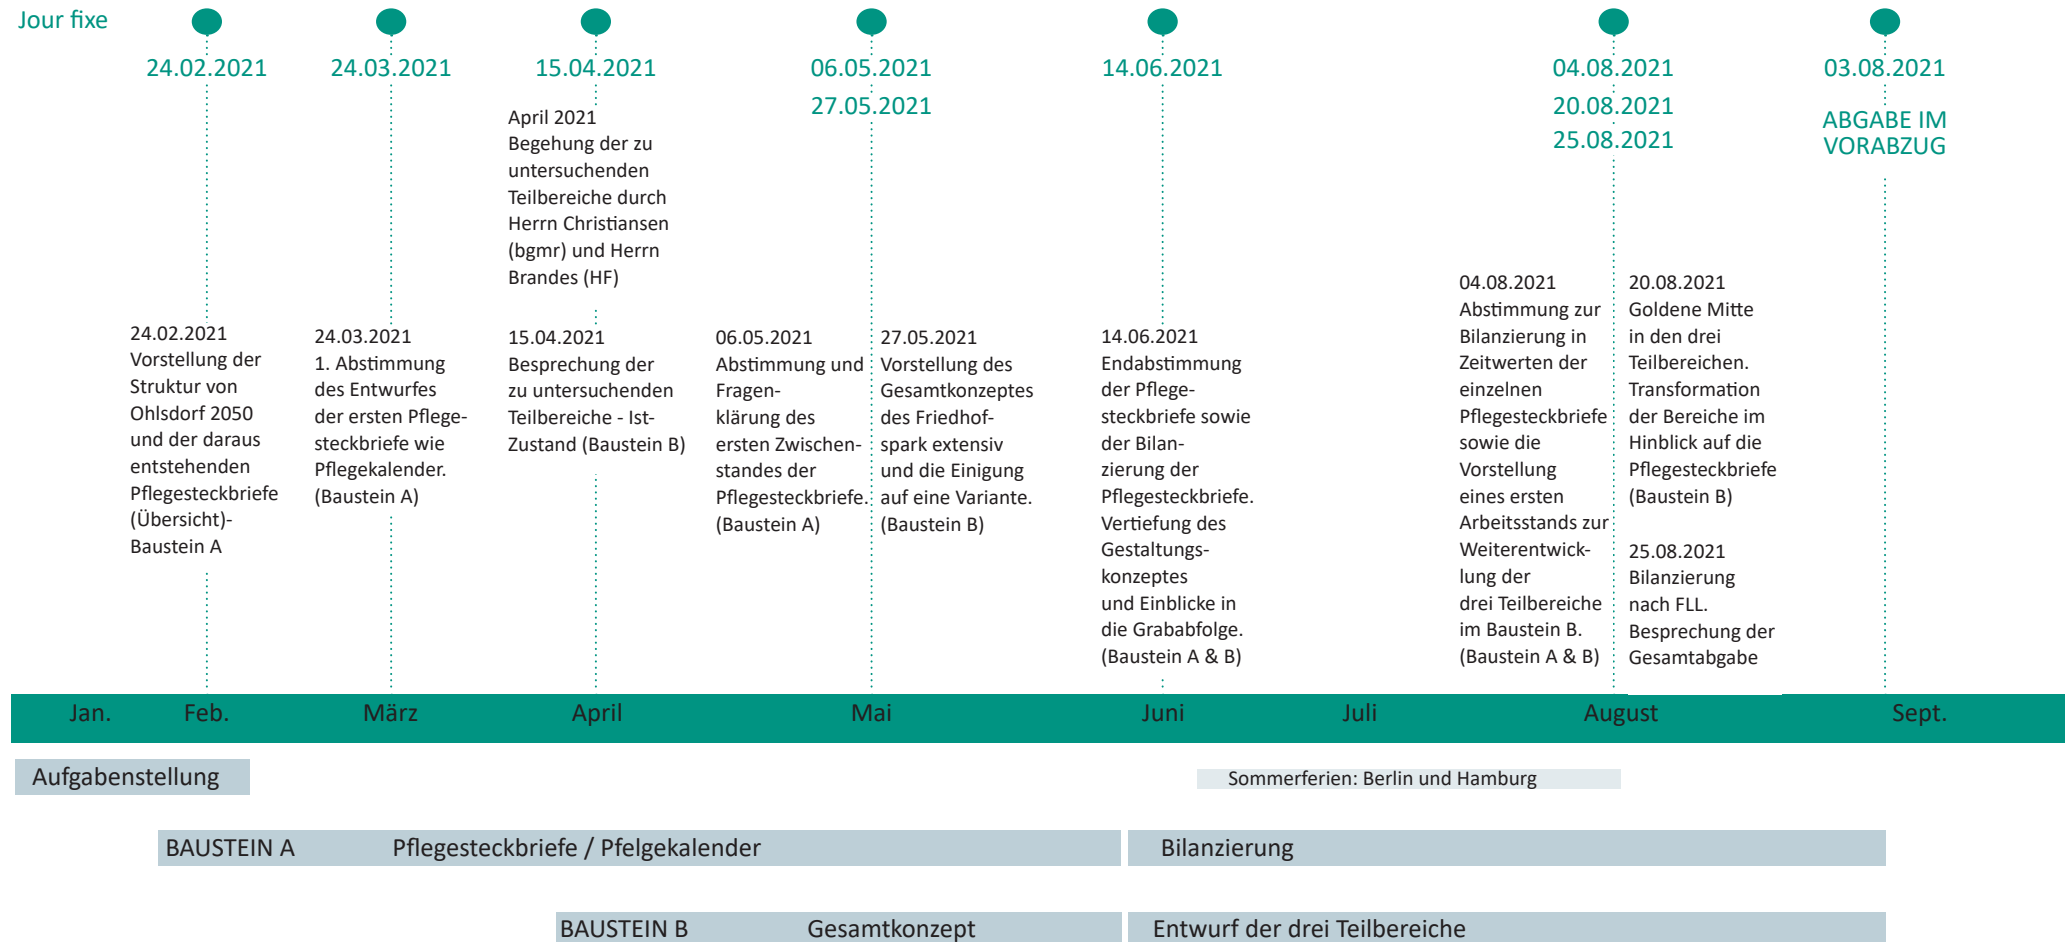 Jour fixe
24.02.2021
24.03.2021
15.04.2021
06.05.2021
27.05.2021
14.06.2021
04.08.2021
20.08.2021
25.08.2021
03.08.2021
ABGABE IM
VORABZUG
24.02.2021
Vorstellung der
Struktur von
Ohlsdorf 2050
und der daraus
entstehenden
Pflegesteckbriefe
(Übersicht)-
Baustein A
24.03.2021
1. Abstimmung
des Entwurfes
der ersten Pflege-
steckbriefe wie
Pflegekalender.
(Baustein A)
April 2021
Begehung der zu
untersuchenden
Teilbereiche durch
Herrn Christiansen
(bgmr) und Herrn
Brandes (HF)
15.04.2021
Besprechung der
zu untersuchenden
Teilbereiche - Ist-
Zustand (Baustein B)
06.05.2021
Abstimmung und
Fragen-
klärung des
ersten Zwischen-
standes der
Pflegesteckbriefe.
(Baustein A)
27.05.2021
Vorstellung des
Gesamtkonzeptes
des Friedhof-
spark extensiv
und die Einigung
auf eine Variante.
(Baustein B)
14.06.2021
Endabstimmung
der Pflege-
steckbriefe sowie
der Bilan-
zierung der
Pflegesteckbriefe.
Vertiefung des
Gestaltungs-
konzeptes
und Einblicke in
die Grababfolge.
(Baustein A & B)
04.08.2021
Abstimmung zur
Bilanzierung in
Zeitwerten der
einzelnen
Pflegesteckbriefe
sowie die
Vorstellung
eines ersten
Arbeitsstands zur
Weiterentwick-
lung der
drei Teilbereiche
im Baustein B.
(Baustein A & B)
20.08.2021
Goldene Mitte
in den drei
Teilbereichen.
Transformation
der Bereiche im
Hinblick auf die
Pflegesteckbriefe
(Baustein B)
25.08.2021
Bilanzierung
nach FLL.
Besprechung der
Gesamtabgabe
Jan. Feb. März April Mai Juni Juli August Sept.
Aufgabenstellung
Sommerferien: Berlin und Hamburg
BAUSTEIN A Pflegesteckbriefe / Pfelgekalender Bilanzierung
BAUSTEIN B Gesamtkonzept Entwurf der drei Teilbereiche